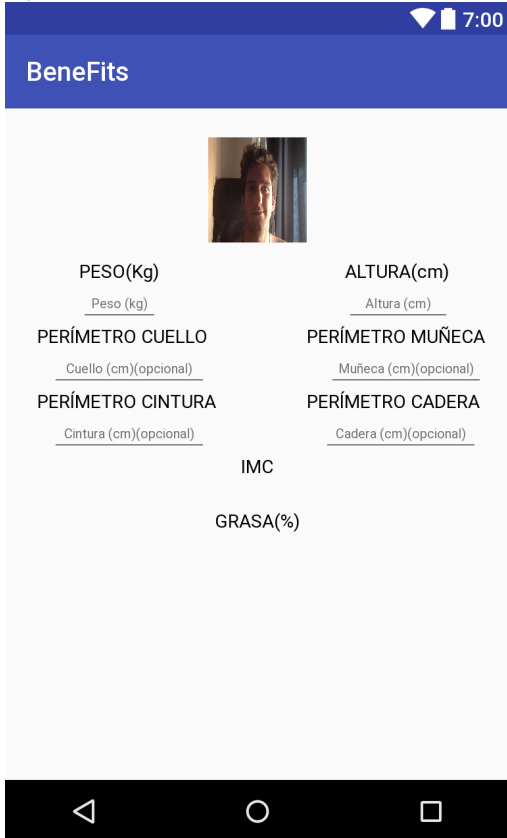 7:00
BeneFits
PESO(Kg) ALTURA(cm)
Peso (kg) Altura (cm)
PERÍMETRO CUELLO PERÍMETRO MUÑECA
Cuello (cm)(opcional) Muñeca (cm)(opcional)
PERÍMETRO CINTURA PERÍMETRO CADERA
Cintura (cm)(opcional) Cadera (cm)(opcional)
IMC
GRASA(%)